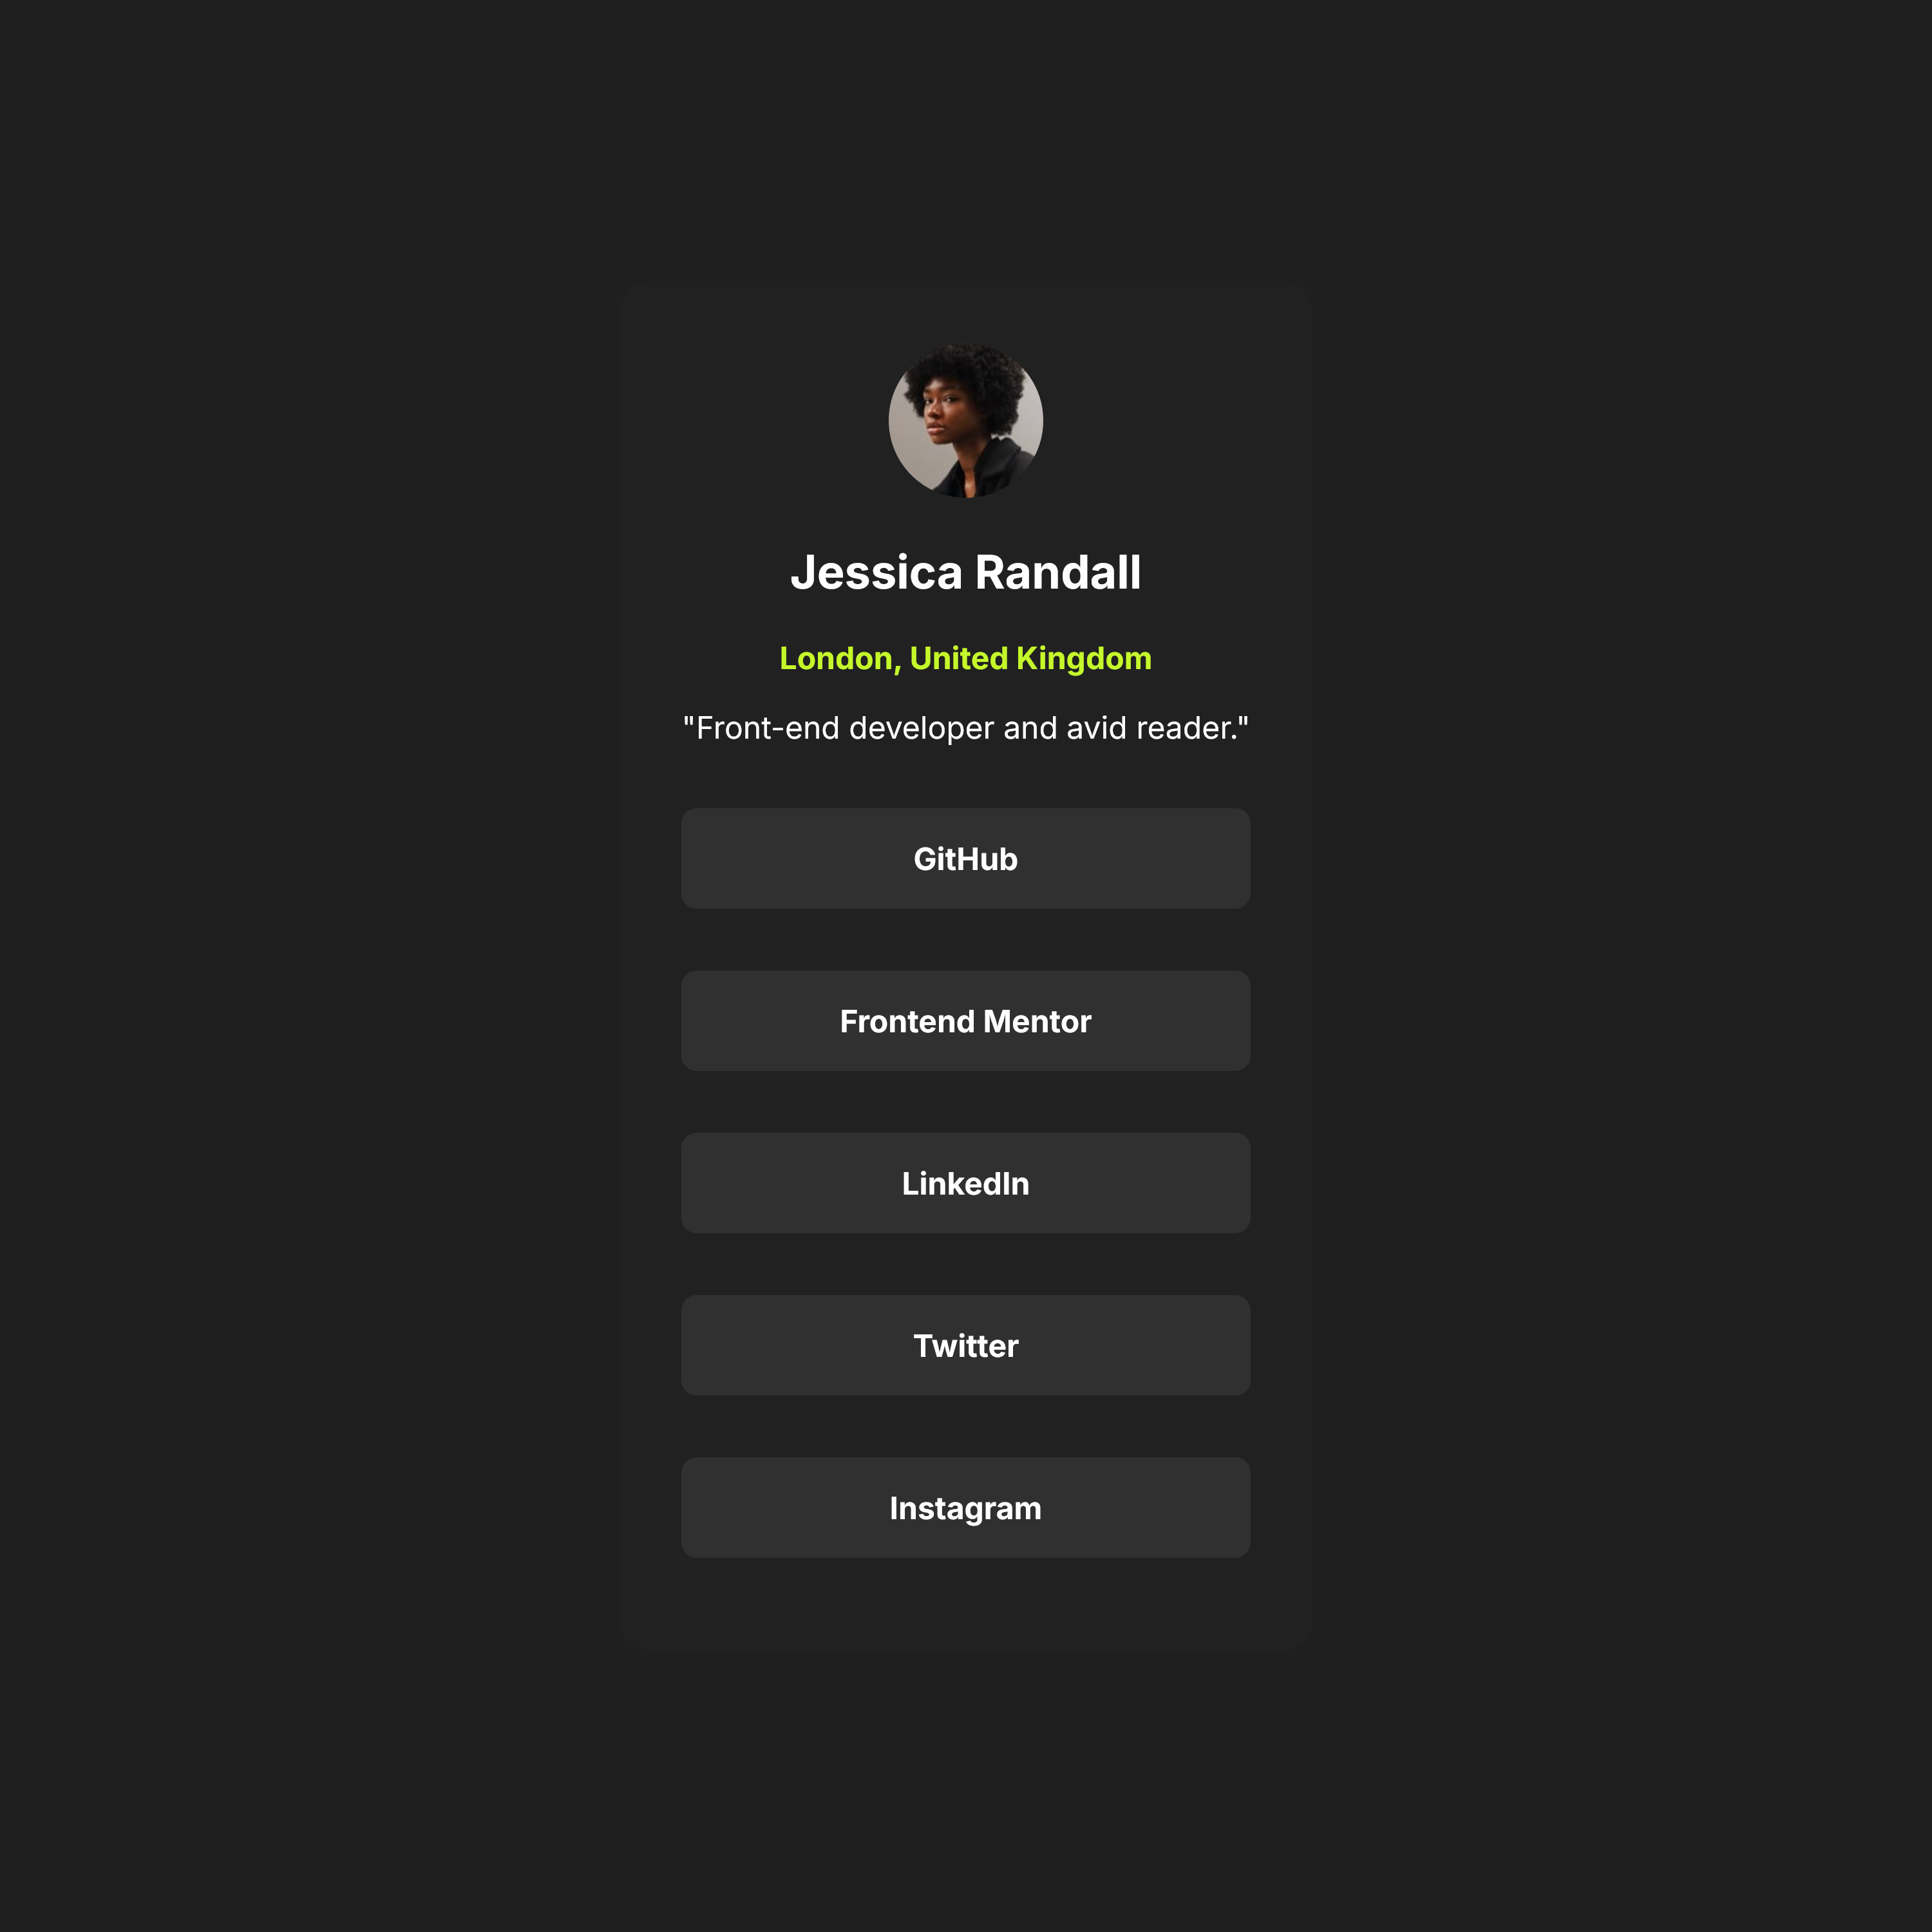 Jessica Randall
London, United Kingdom
"Front-end developer and avid reader."
GitHub
Frontend Mentor
LinkedIn
Twitter
Instagram